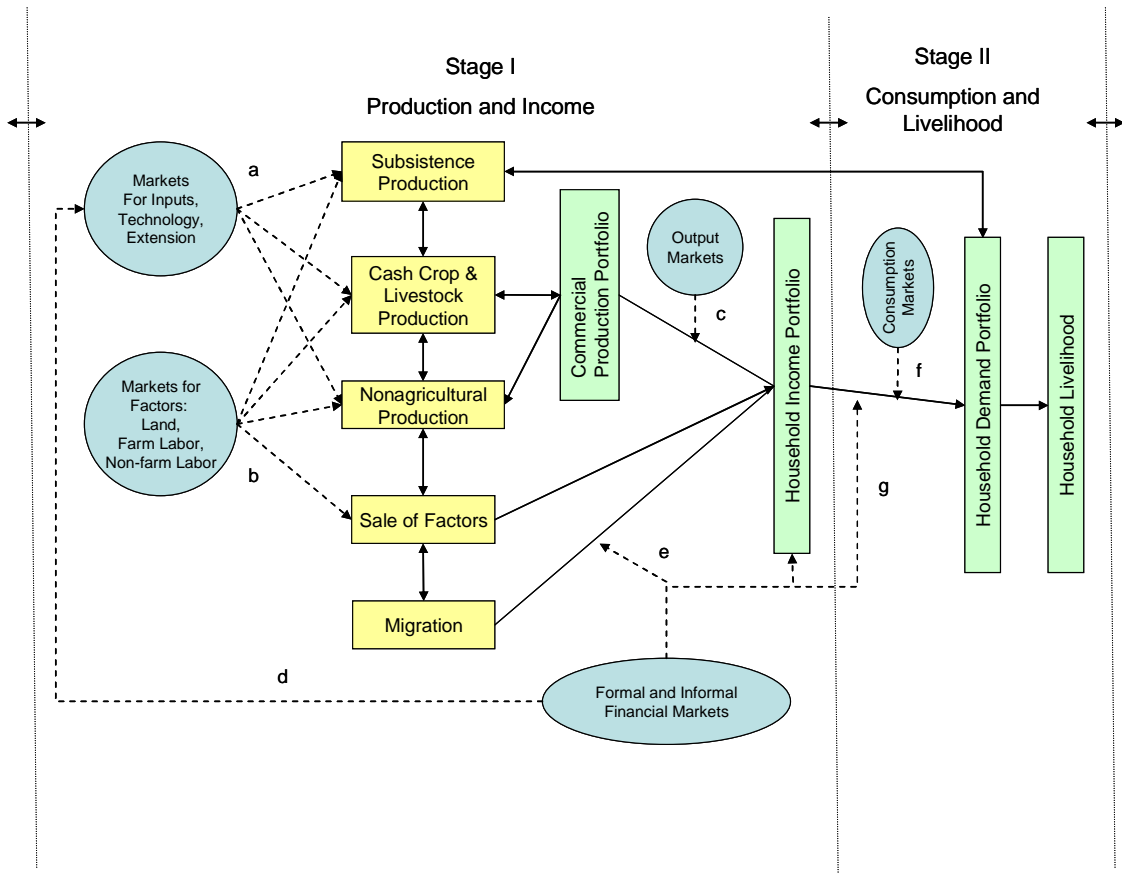 Stage I
Production and Income
Stage II
Consumption and
Livelihood
Markets
For Inputs,
Technology,
Extension
a
Subsistence
Production
Cash Crop &
Livestock
Production
Nonagricultural
Production
Sale of Factors
Migration
Markets for
Factors:
Land,
Farm Labor,
Non-farm Labor
b
Commercial
Production Portfolio
Output
Markets
c
Household Income Portfolio
Consumption
Markets
f
g
e
Household Demand Portfolio
Household Livelihood
d
Formal and Informal
Financial Markets